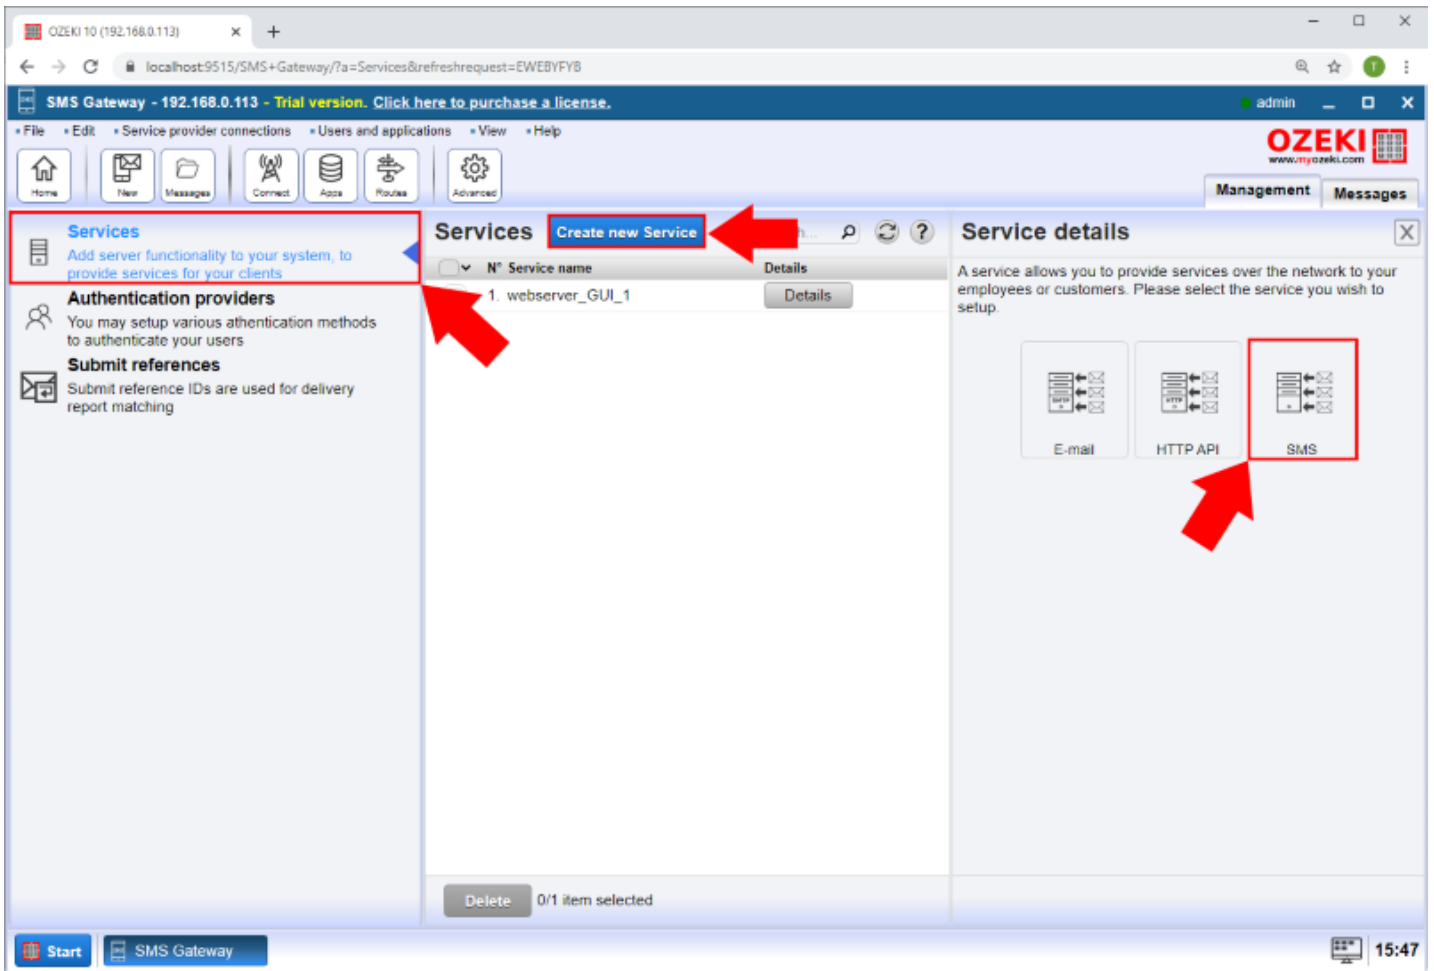 OZEKI 10 (192.168.0.113)
localhost:9515/SMS+Gateway/?a=Services&refreshrequest=EWEBYFYB
T
SMS Gateway - 192.168.0.113 - Trial version. Click here to purchase a license.
admin
File Edit Service provider connections Users and applications View Help
OZEKI
www.myozeki.com
Home New Messages Connect Apps Routes Advanced
Management Messages
Services
Add server functionality to your system, to
provide services for your clients
Authentication providers
You may setup various athentication methods
to authenticate your users
Submit references
Submit reference IDs are used for delivery
report matching
Services Create new Service
N° Service name Details
1. webserver_GUI_1 Details
Delete 0/1 item selected
Service details
A service allows you to provide services over the network to your
employees or customers. Please select the service you wish to
setup.
E-mail HTTP API SMS
Start SMS Gateway 15:47